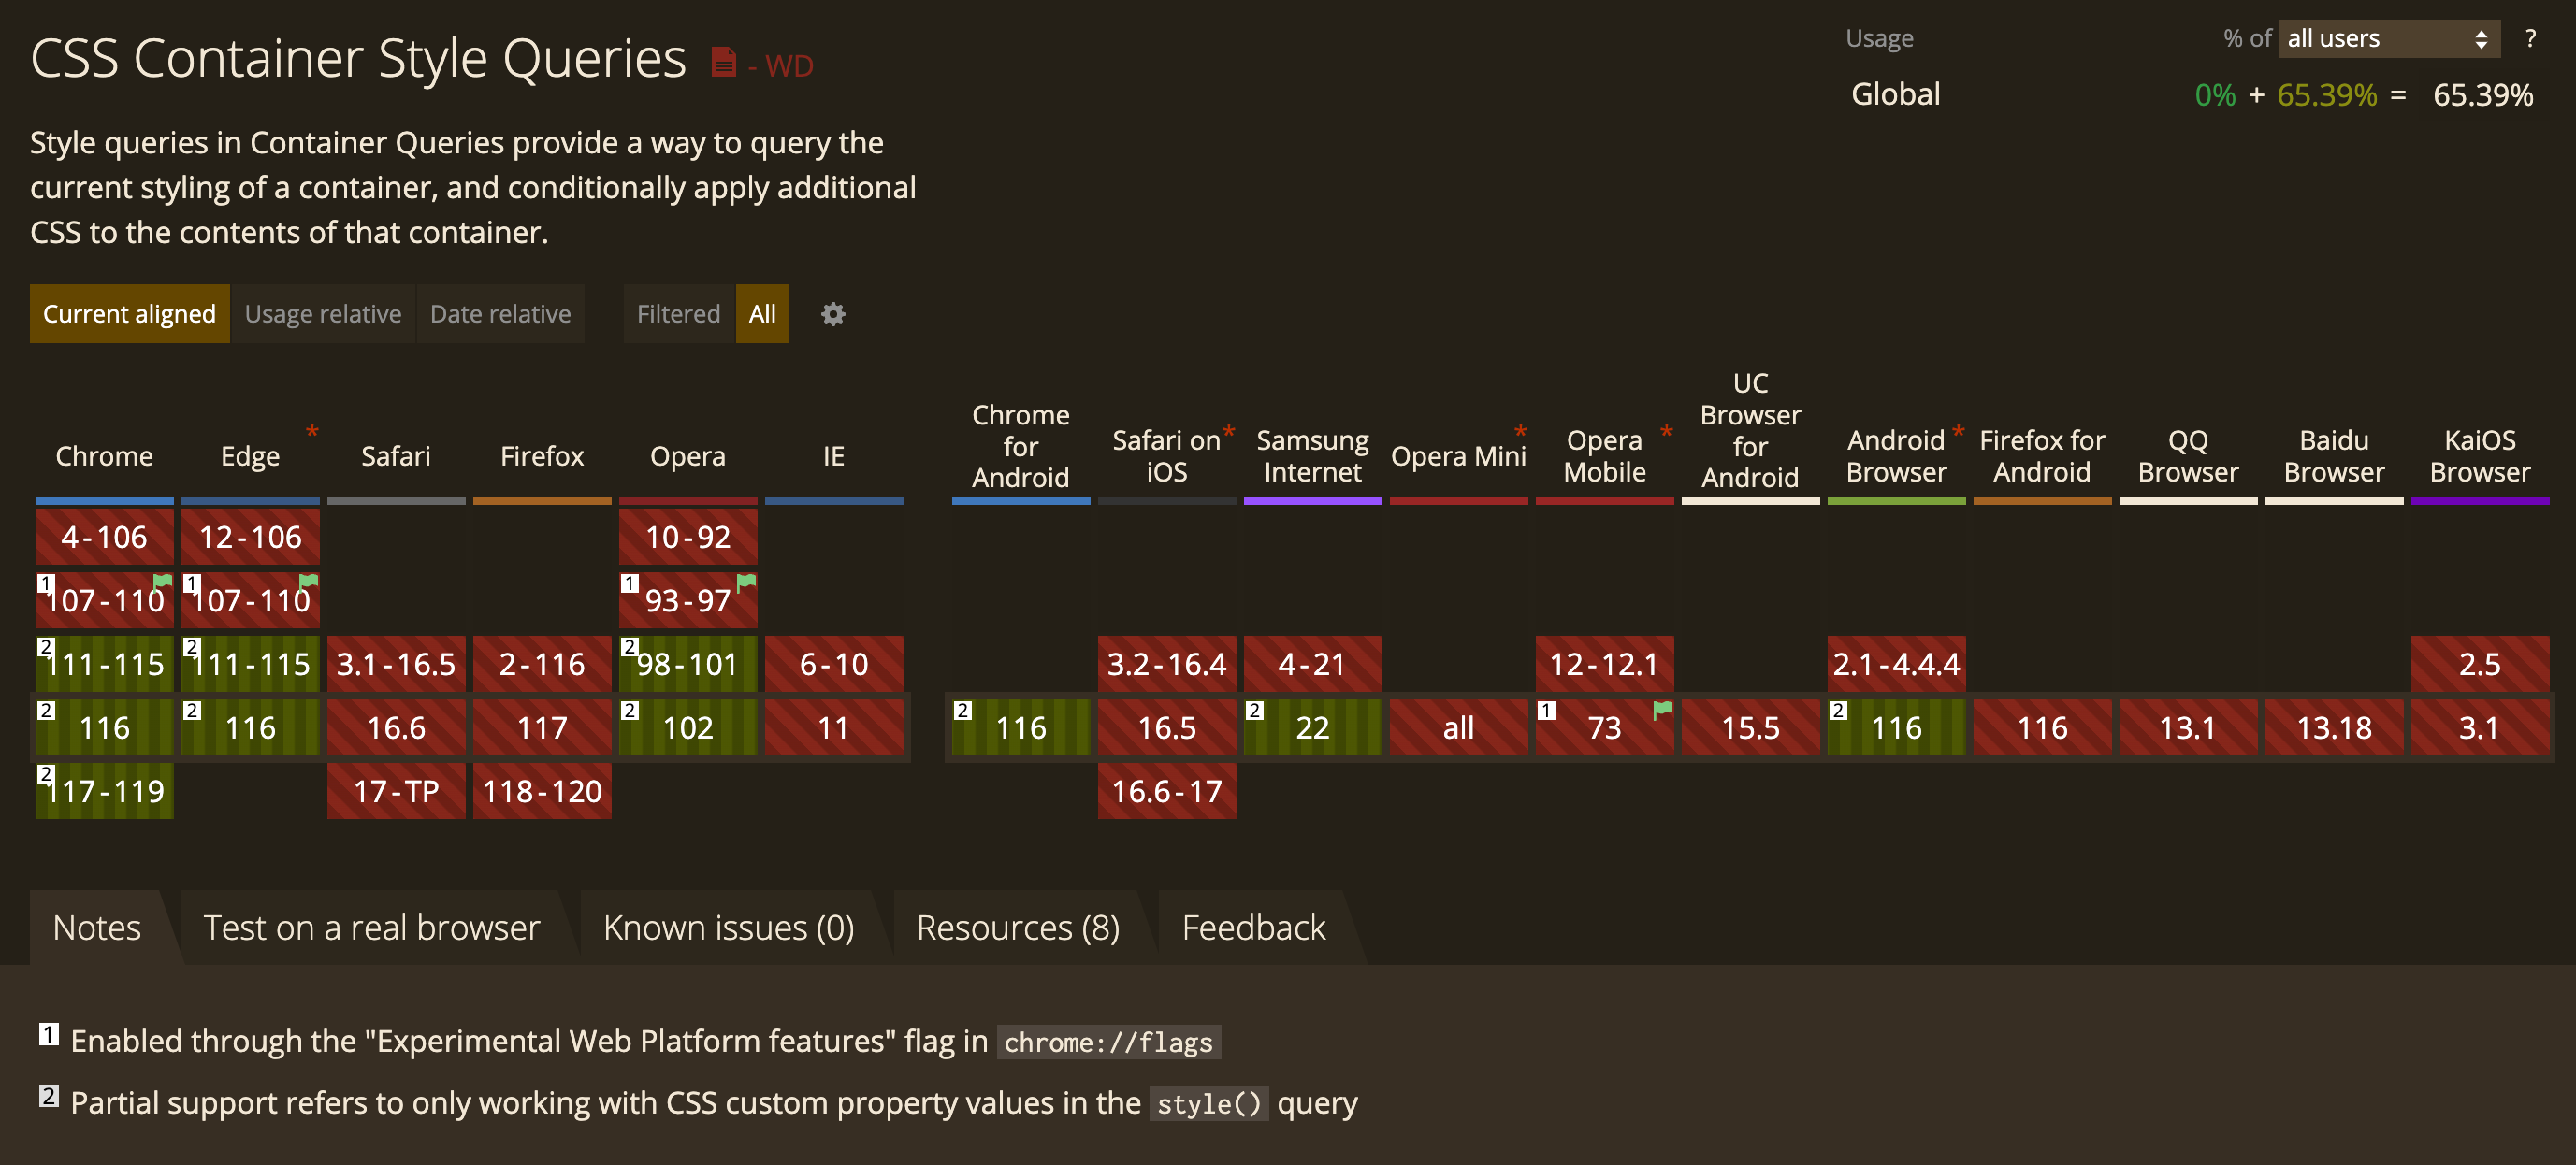 CSS Container Style Queries - WD
Usage % of all users ?
Global 0% + 65.39% = 65.39%
Style queries in Container Queries provide a way to query the
current styling of a container, and conditionally apply additional
CSS to the contents of that container.
Current aligned Usage relative Date relative Filtered All
Chrome
Edge *
Safari
Firefox
Opera
IE
Chrome
for
Android
Safari on *
iOS
Samsung
Internet
Opera Mini *
Opera *
Mobile
UC
Browser
for
Android
Android *
Browser
Firefox for
Android
QQ
Browser
Baidu
Browser
KaiOS
Browser
4-106 12-106 10-92
1 107-110 1 107-110 1 93-97
2 111-115 2 111-115 3.1-16.5 2-116 2 98-101 6-10 3.2-16.4 4-21 12-12.1 2.1-4.4.4 2.5
2 116 2 116 16.6 117 2 102 11 2 116 16.5 2 22 all 1 73 15.5 2 116 116 13.1 13.18 3.1
2 117-119 17-TP 118-120 16.6-17
Notes Test on a real browser Known issues (0) Resources (8) Feedback
1 Enabled through the "Experimental Web Platform features" flag in chrome://flags
2 Partial support refers to only working with CSS custom property values in the style() query